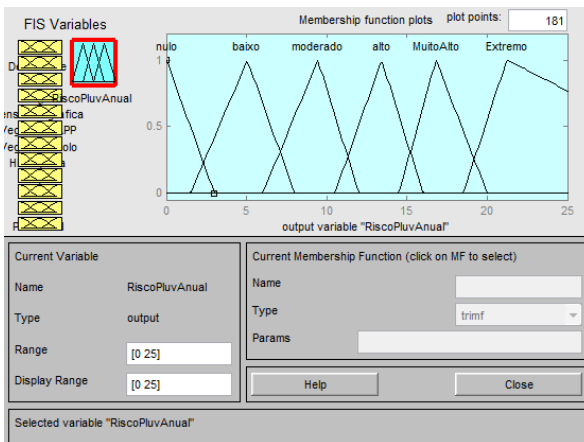 FIS Variables
Membership function plots
plot points:
181
nulo
baixo
moderado
alto
MuitoAlto
Extremo
RiscoPluvAnual
1
0.5
0
0
5
10
15
20
25
output variable "RiscoPluvAnual"
Current Variable
Name
RiscoPluvAnual
Type
output
Range
[0 25]
Display Range
[0 25]
Current Membership Function (click on MF to select)
Name
Type
trimf
Params
Help
Close
Selected variable "RiscoPluvAnual"